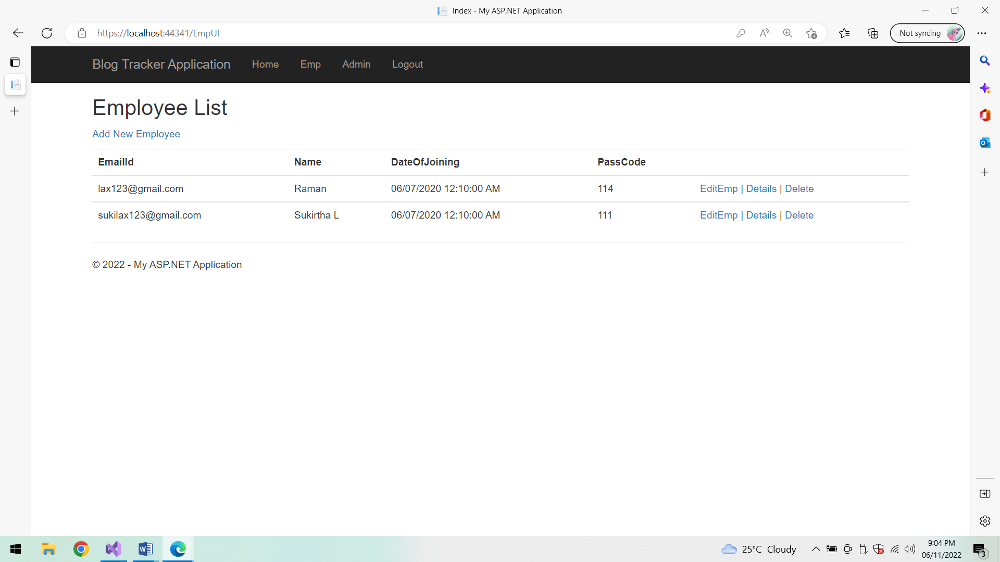 Index - My ASP.NET Application
https://localhost:44341/EmpUI
Not syncing
Blog Tracker Application Home Emp Admin Logout
Employee List
Add New Employee
EmailId Name DateOfJoining PassCode
lax123@gmail.com Raman 06/07/2020 12:10:00 AM 114 EditEmp | Details | Delete
sukilax123@gmail.com Sukirtha L 06/07/2020 12:10:00 AM 111 EditEmp | Details | Delete
© 2022 - My ASP.NET Application
25°C Cloudy
9:04 PM
06/11/2022
3